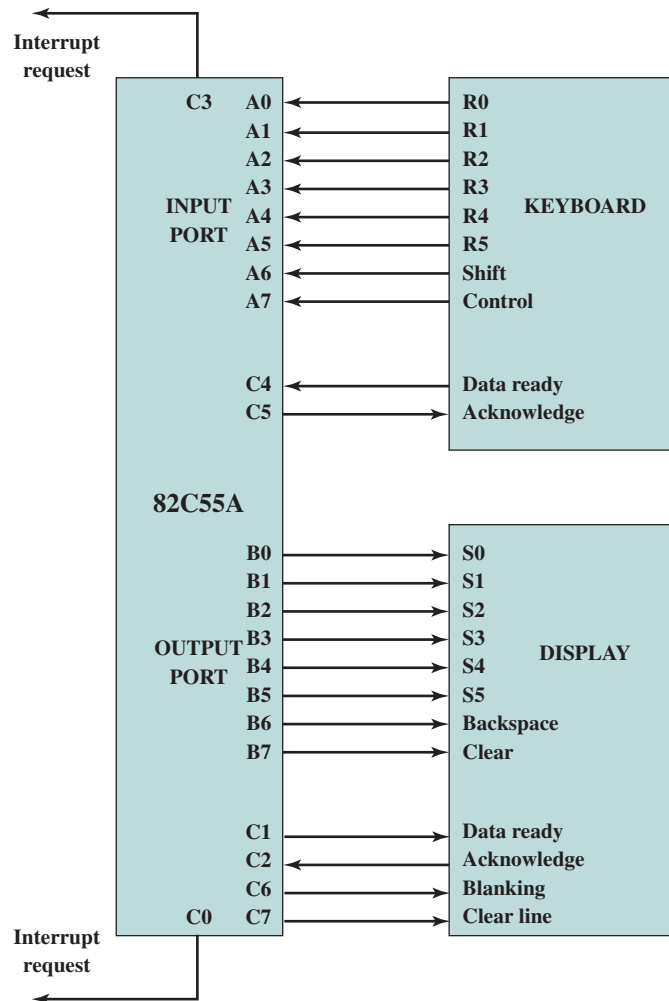 Interrupt
request
C3 A0 R0
A1 R1
A2 R2
A3 R3
INPUT
PORT
A4 R4
A5 R5
KEYBOARD
A6 Shift
A7 Control
C4 Data ready
C5 Acknowledge
82C55A
B0 S0
B1 S1
B2 S2
B3 S3
OUTPUT
PORT
B4 S4
B5 S5
DISPLAY
B6 Backspace
B7 Clear
C1 Data ready
C2 Acknowledge
C6 Blanking
C0 C7 Clear line
Interrupt
request